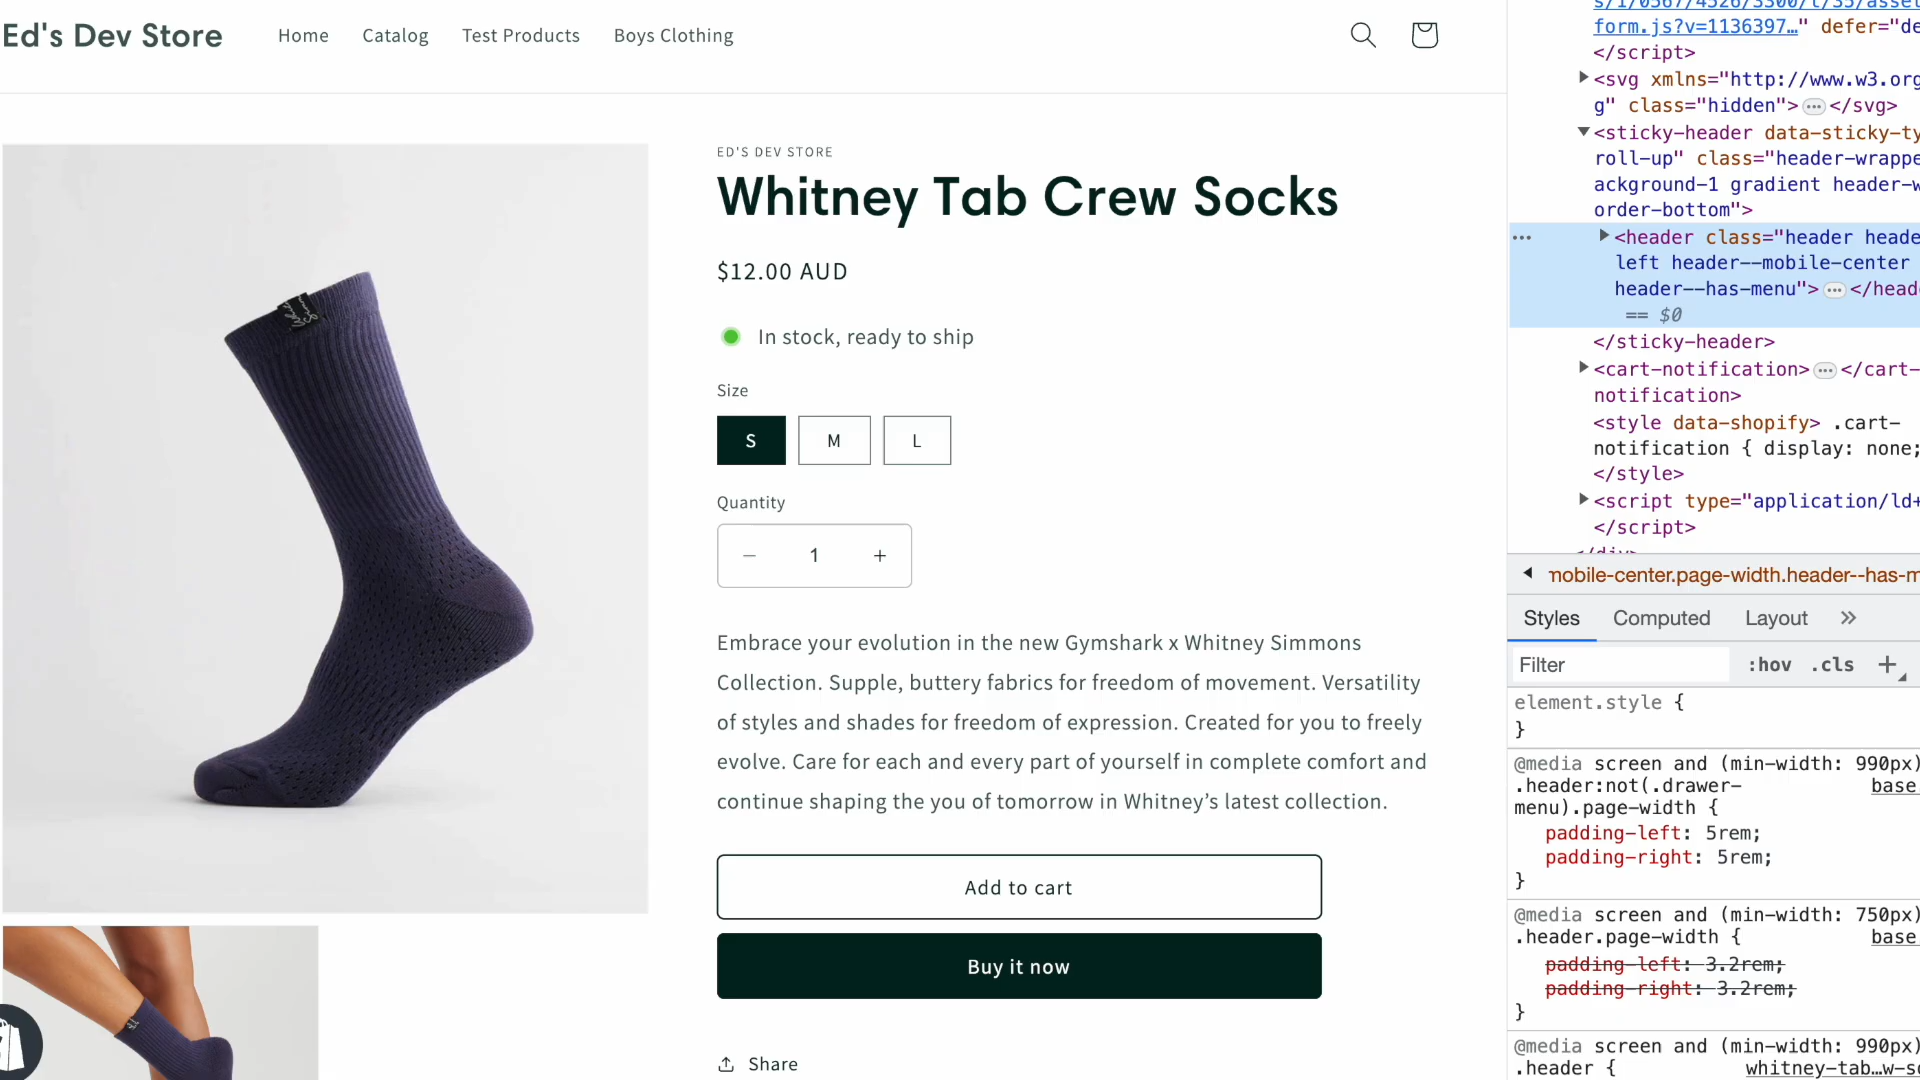 Ed's Dev Store
Home
Catalog
Test Products
Boys Clothing
ED'S DEV STORE
Whitney Tab Crew Socks
$12.00 AUD
In stock, ready to ship
Size
S
M
L
Quantity
1
Embrace your evolution in the new Gymshark x Whitney Simmons
Collection. Supple, buttery fabrics for freedom of movement. Versatility
of styles and shades for freedom of expression. Created for you to freely
evolve. Care for each and every part of yourself in complete comfort and
continue shaping the you of tomorrow in Whitney’s latest collection.
Add to cart
Buy it now
Share
form.js?v=1136397…" defer="de
</script>
<svg xmlns="http://www.w3.org
g" class="hidden"> … </svg>
<sticky-header data-sticky-ty
roll-up" class="header-wrappe
ackground-1 gradient header-w
order-bottom">
<header class="header heade
left header--mobile-center
header--has-menu"> … </head
== $0
</sticky-header>
<cart-notification> … </cart-
notification>
<style data-shopify> .cart-
notification { display: none;
</style>
<script type="application/ld+
</script>
mobile-center.page-width.header--has-m
Styles
Computed
Layout
Filter
:hov
.cls
element.style {
}
@media screen and (min-width: 990px)
.header:not(.drawer-
base
menu).page-width {
padding-left: 5rem;
padding-right: 5rem;
}
@media screen and (min-width: 750px)
.header.page-width {
base
padding-left: 3.2rem;
padding-right: 3.2rem;
}
@media screen and (min-width: 990px)
.header {
whitney-tab…w-so